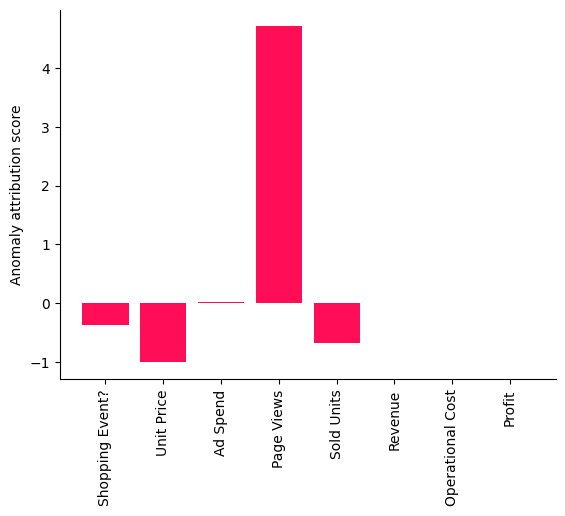 Anomaly attribution score
4
3
2
1
0
−1
Shopping Event?
Unit Price
Ad Spend
Page Views
Sold Units
Revenue
Operational Cost
Profit